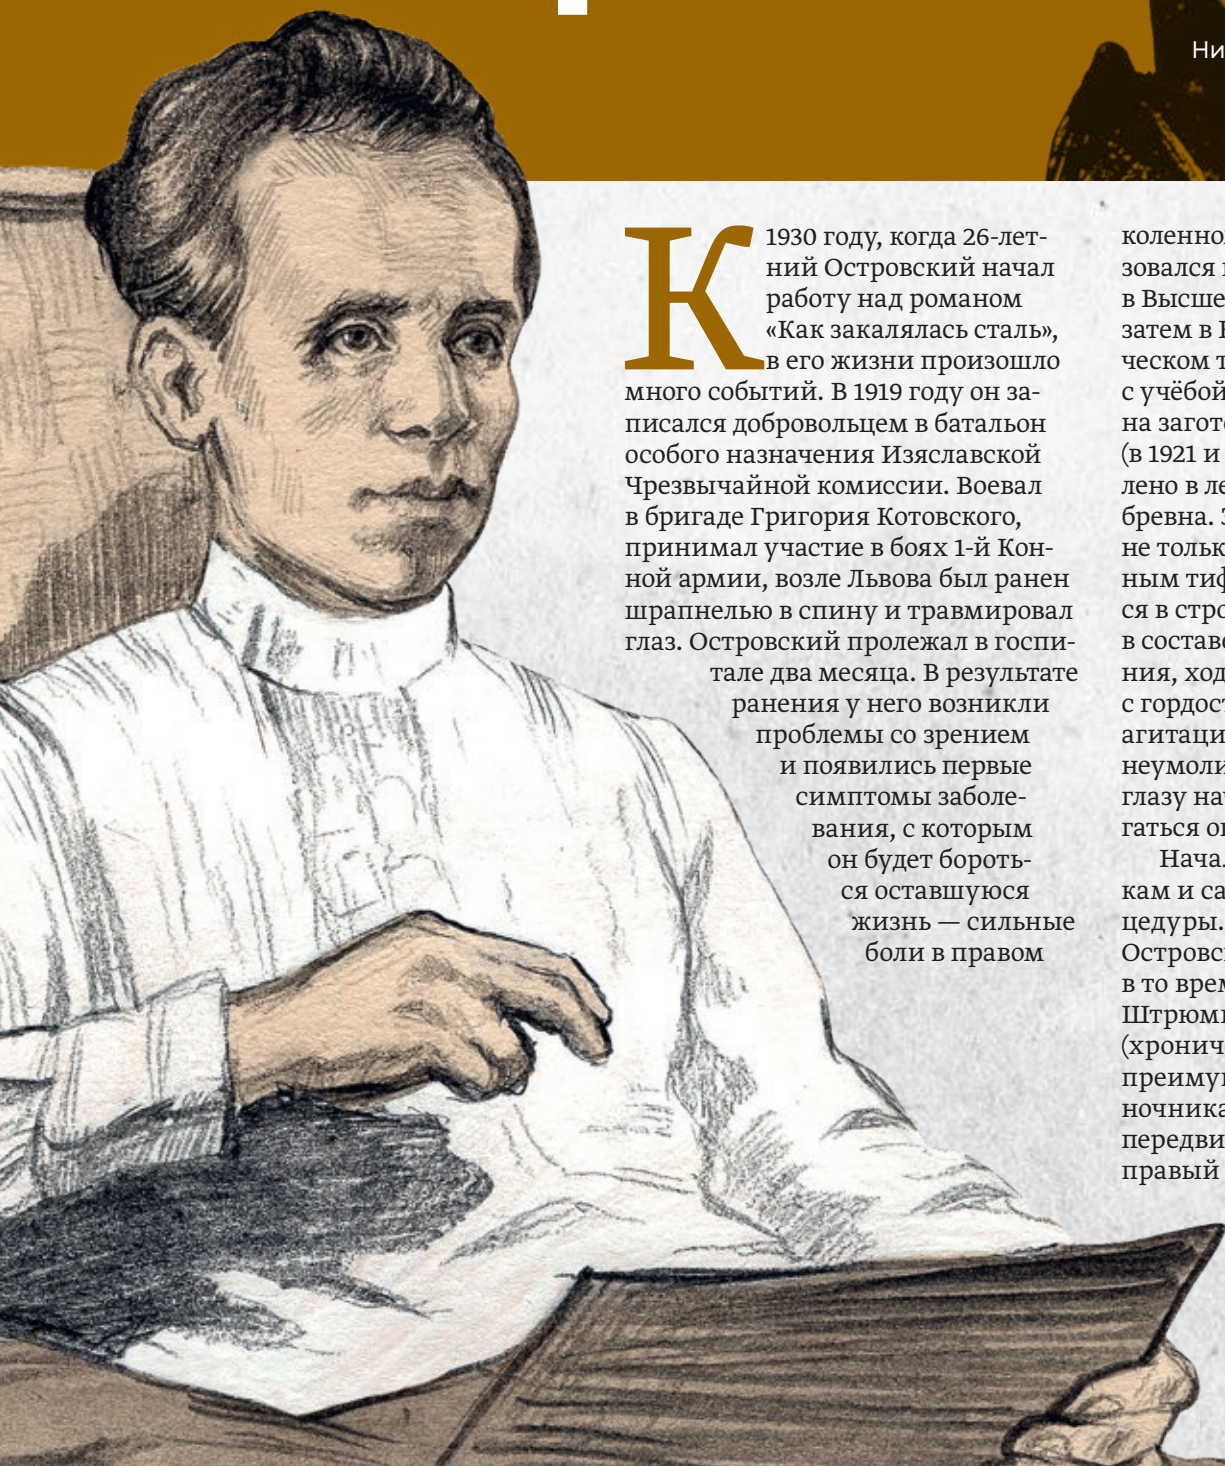 Ни
К 1930 году, когда 26-лет-
ний Островский начал
работу над романом
«Как закалялась сталь»,
в его жизни произошло
много событий. В 1919 году он за-
писался добровольцем в батальон
особого назначения Изяславской
Чрезвычайной комиссии. Воевал
в бригаде Григория Котовского,
принимал участие в боях 1-й Кон-
ной армии, возле Львова был ранен
шрапнелью в спину и травмировал
глаз. Островский пролежал в госпи-
тале два месяца. В результате
ранения у него возникли
проблемы со зрением
и появились первые
симптомы заболе-
вания, с которым
он будет бороть-
ся оставшуюся
жизнь — сильные
боли в правом
коленно
зовался
в Высше
затем в
ческом
с учёбой
на загот
(в 1921 и
лено в ле
бревна.
не тольк
ным тиф
ся в стро
в состав
ния, ход
с гордос
агитаци
неумоли
глазу на
гаться о
Нача
кам и са
цедуры.
Островс
в то вре
Штрюм
(хронич
преиму
ночника
передви
правый